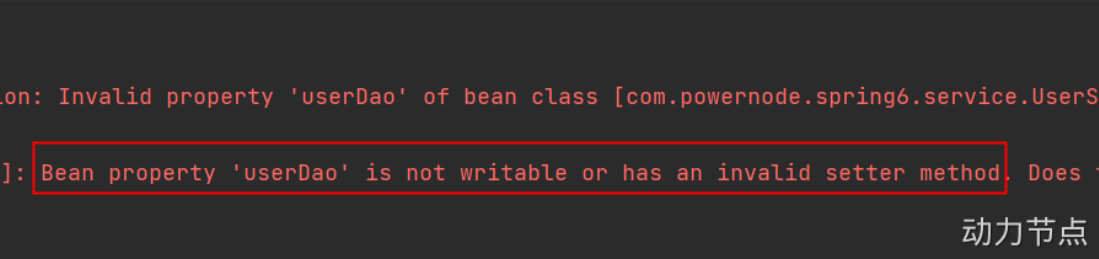 ion: Invalid property 'userDao' of bean class [com.powernode.spring6.service.UserS
]: Bean property 'userDao' is not writable or has an invalid setter method. Does
动力节点